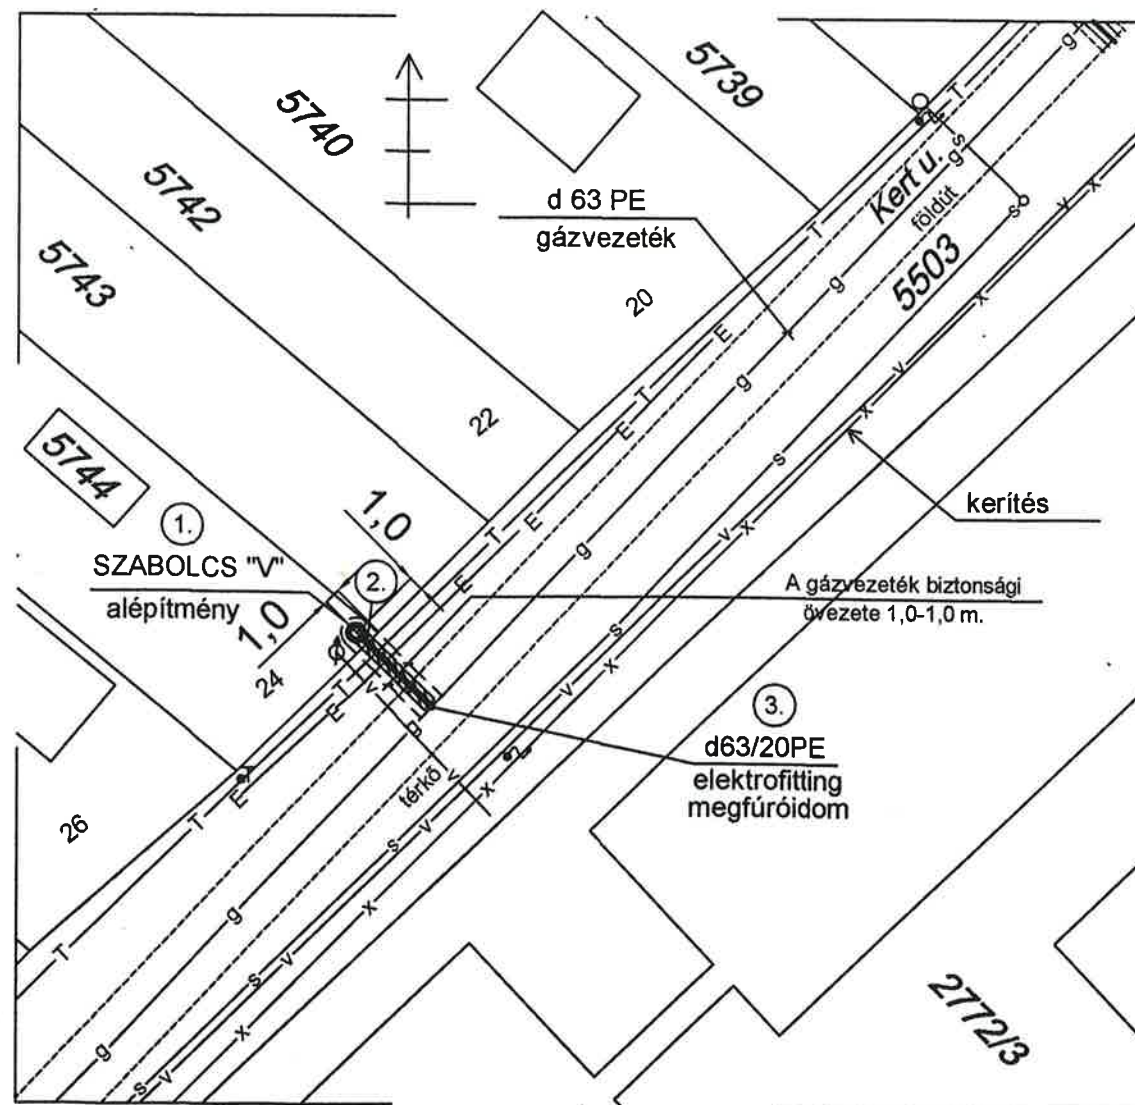 5739
5740
5742
5743
5744
d 63 PE
gázvezeték
Kert u.
földút
5503
20
22
24
26
1,0
1,0
1.
SZABOLCS "V"
alépítmény
2.
kerítés
A gázvezeték biztonsági
övezete 1,0-1,0 m.
3.
d63/20PE
elektrofitting
megfúróidom
térkő
2772/3
T
T
T
T
T
T
T
E
E
E
E
E
E
g
g
g
g
g
g
g
g
s
s
s
s
s
s
s
v
v
v
v
v
v
v
v
v
x
x
x
x
x
x
x
x